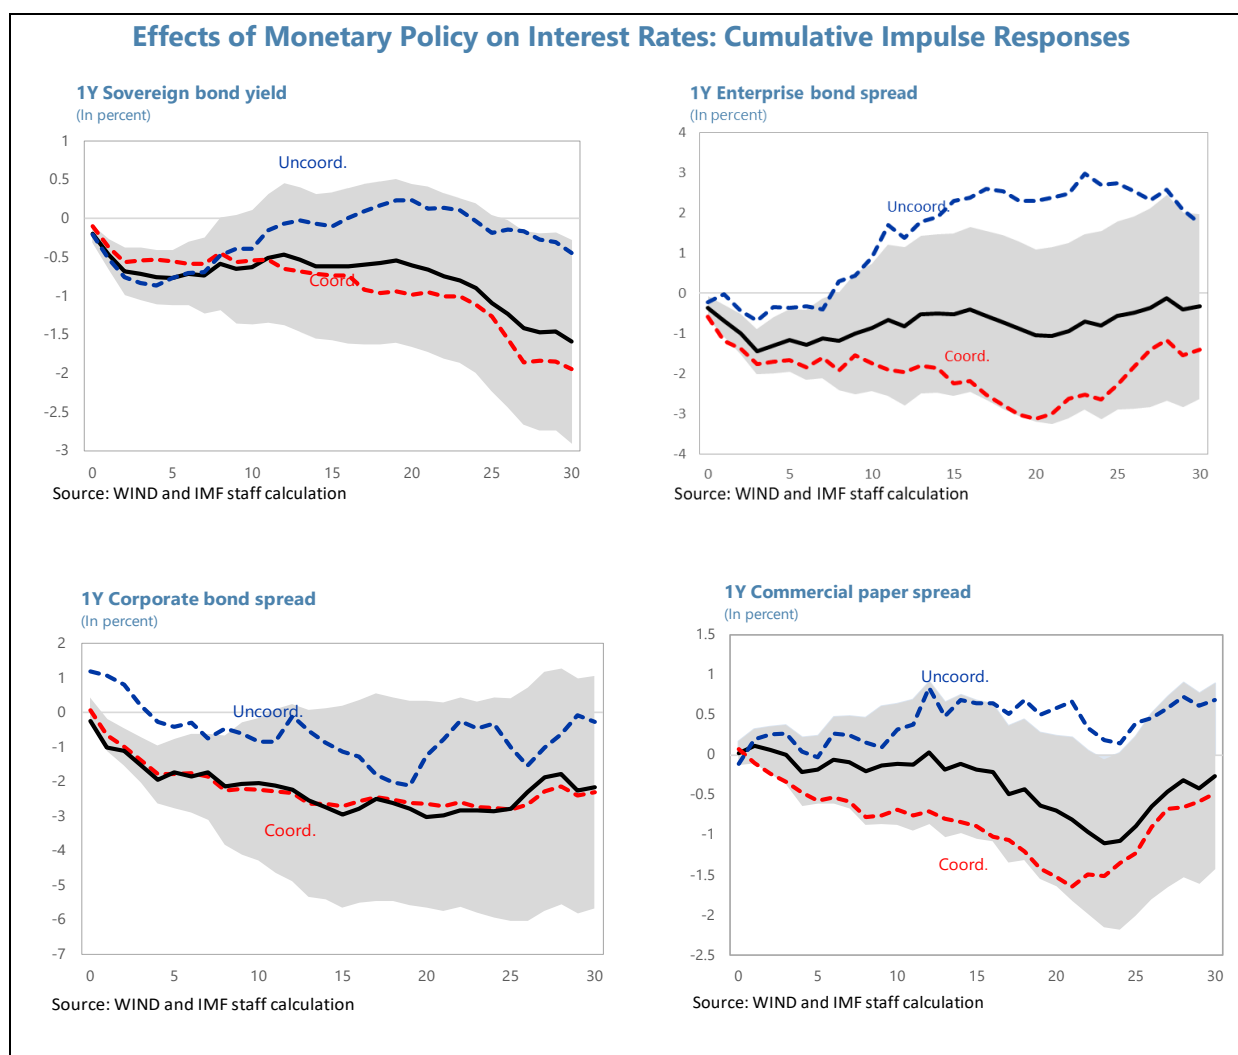 Effects of Monetary Policy on Interest Rates: Cumulative Impulse Responses
1Y Sovereign bond yield
(In percent)
1
0.5
0
-0.5
-1
-1.5
-2
-2.5
-3
Uncoord.
Coord.
0 5 10 15 20 25 30
Source: WIND and IMF staff calculation
1Y Enterprise bond spread
(In percent)
4
3
2
1
0
-1
-2
-3
-4
Uncoord.
Coord.
0 5 10 15 20 25 30
Source: WIND and IMF staff calculation
1Y Corporate bond spread
(In percent)
2
1
0
-1
-2
-3
-4
-5
-6
-7
Uncoord.
Coord.
0 5 10 15 20 25 30
Source: WIND and IMF staff calculation
1Y Commercial paper spread
(In percent)
1.5
1
0.5
0
-0.5
-1
-1.5
-2
-2.5
Uncoord.
Coord.
0 5 10 15 20 25 30
Source: WIND and IMF staff calculation